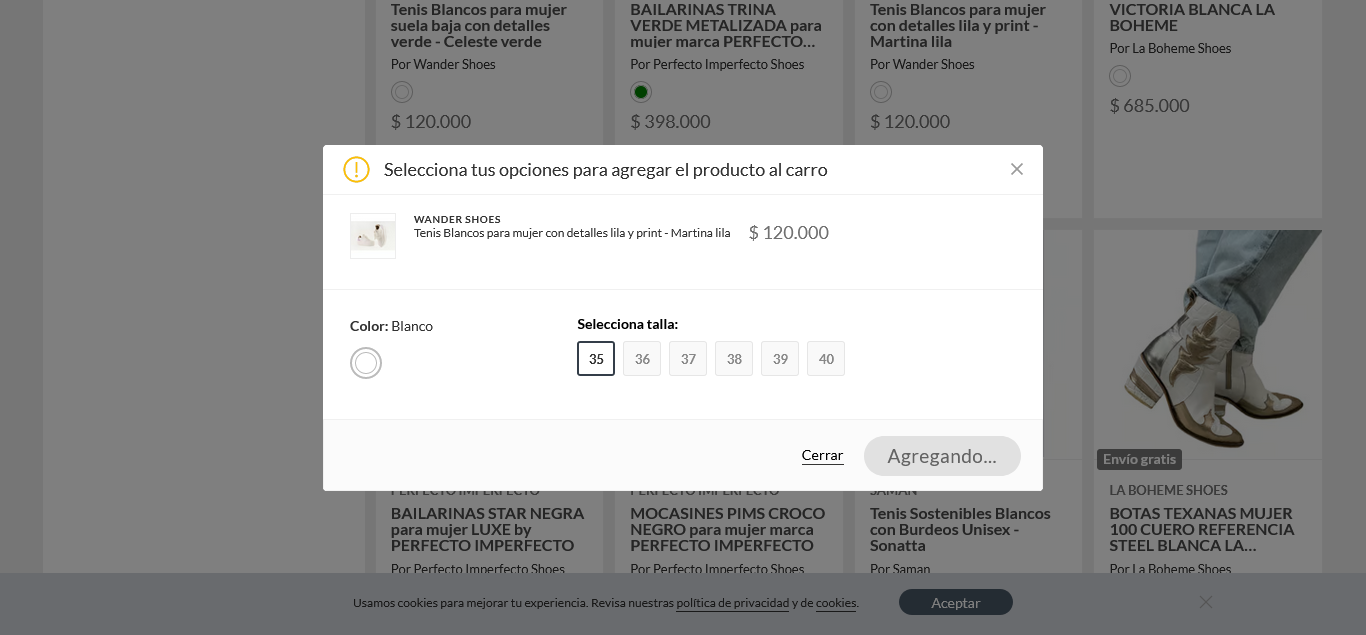 Tenis Blancos para mujer
suela baja con detalles
verde - Celeste verde
Por Wander Shoes
$ 120.000
BAILARINAS TRINA
VERDE METALIZADA para
mujer marca PERFECTO...
Por Perfecto Imperfecto Shoes
$ 398.000
Tenis Blancos para mujer
con detalles lila y print -
Martina lila
Por Wander Shoes
$ 120.000
VICTORIA BLANCA LA
BOHEME
Por La Boheme Shoes
$ 685.000
Selecciona tus opciones para agregar el producto al carro
WANDER SHOES
Tenis Blancos para mujer con detalles lila y print - Martina lila
$ 120.000
Color: Blanco
Selecciona talla:
35 36 37 38 39 40
Cerrar
Agregando...
Envío gratis
PERFECTO IMPERFECTO
BAILARINAS STAR NEGRA
para mujer LUXE by
PERFECTO IMPERFECTO
Por Perfecto Imperfecto Shoes
PERFECTO IMPERFECTO
MOCASINES PIMS CROCO
NEGRO para mujer marca
PERFECTO IMPERFECTO
Por Perfecto Imperfecto Shoes
SAMAN
Tenis Sostenibles Blancos
con Burdeos Unisex -
Sonatta
Por Saman
LA BOHEME SHOES
BOTAS TEXANAS MUJER
100 CUERO REFERENCIA
STEEL BLANCA LA...
Por La Boheme Shoes
Usamos cookies para mejorar tu experiencia. Revisa nuestras política de privacidad y de cookies.
Aceptar